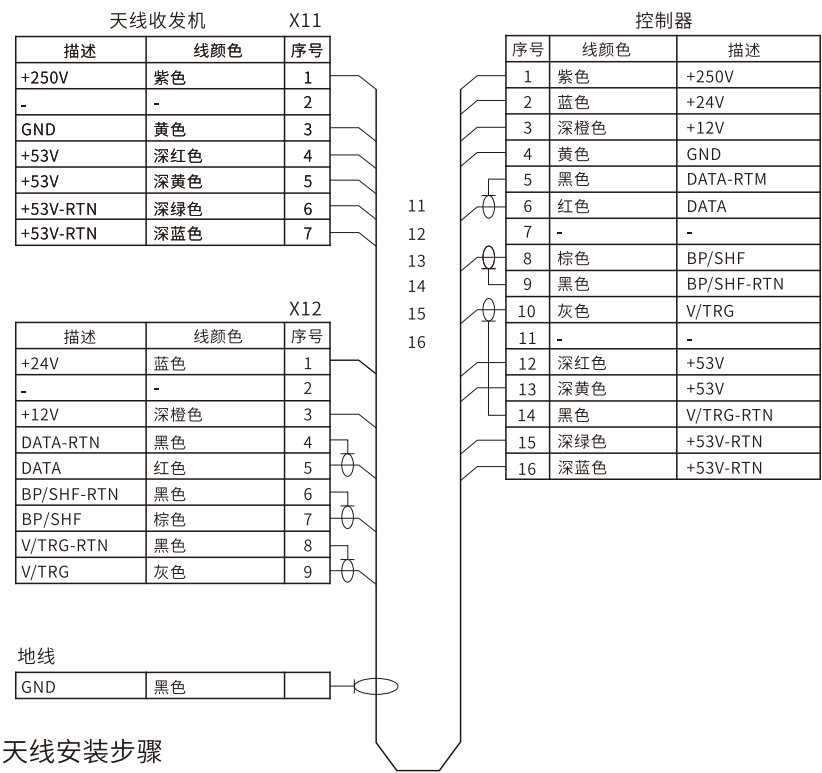 天线收发机 X11
描述 线颜色 序号
+250V 紫色 1
- - 2
GND 黄色 3
+53V 深红色 4
+53V 深黄色 5
+53V-RTN 深绿色 6
+53V-RTN 深蓝色 7
X12
描述 线颜色 序号
+24V 蓝色 1
- - 2
+12V 深橙色 3
DATA-RTN 黑色 4
DATA 红色 5
BP/SHF-RTN 黑色 6
BP/SHF 棕色 7
V/TRG-RTN 黑色 8
V/TRG 灰色 9
地线
GND 黑色
11
12
13
14
15
16
控制器
序号 线颜色 描述
1 紫色 +250V
2 蓝色 +24V
3 深橙色 +12V
4 黄色 GND
5 黑色 DATA-RTM
6 红色 DATA
7 - -
8 棕色 BP/SHF
9 黑色 BP/SHF-RTN
10 灰色 V/TRG
11 - -
12 深红色 +53V
13 深黄色 +53V
14 黑色 V/TRG-RTN
15 深绿色 +53V-RTN
16 深蓝色 +53V-RTN
天线安装步骤